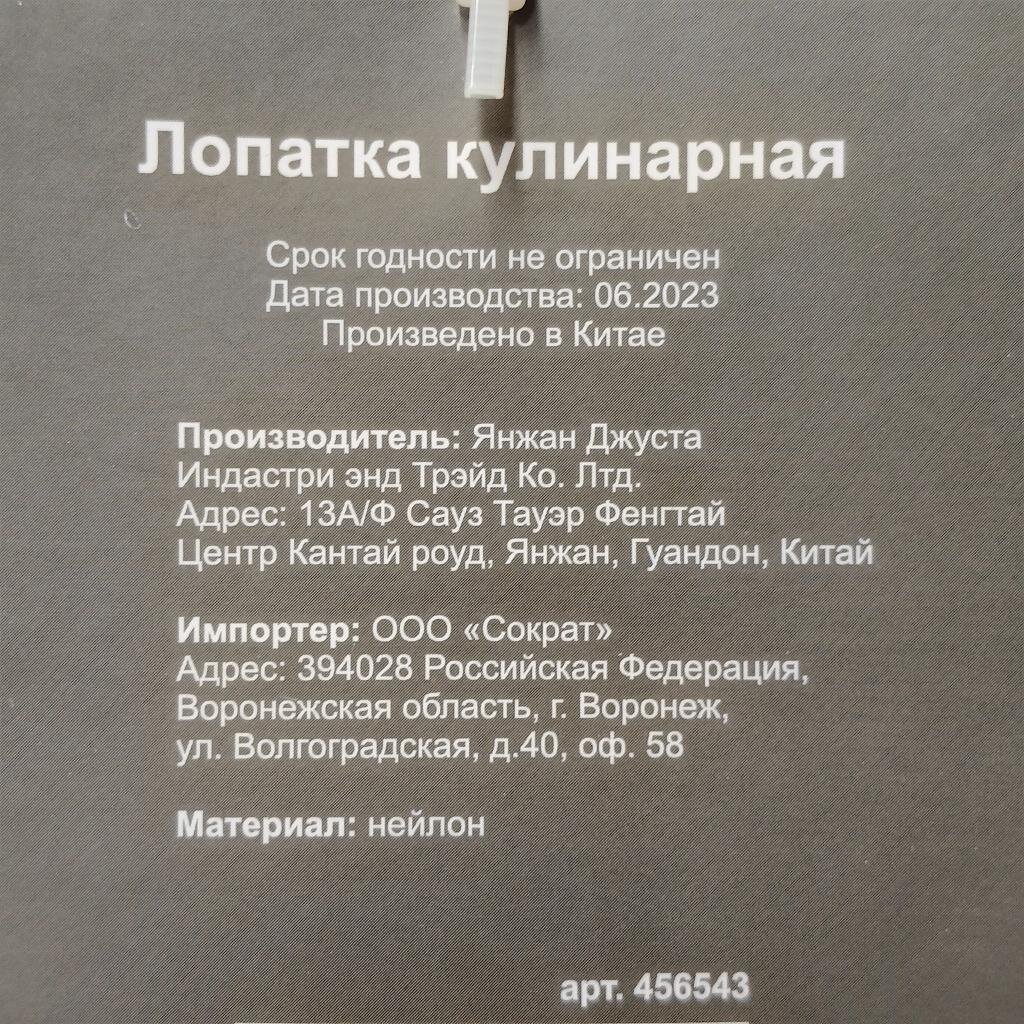 Лопатка кулинарная
Срок годности не ограничен
Дата производства: 06.2023
Произведено в Китае
Производитель: Янжан Джуста
Индастри энд Трэйд Ко. Лтд.
Адрес: 13А/Ф Сауз Тауэр Фенгтай
Центр Кантай роуд, Янжан, Гуандон, Китай
Импортер: ООО «Сократ»
Адрес: 394028 Российская Федерация,
Воронежская область, г. Воронеж,
ул. Волгоградская, д.40, оф. 58
Материал: нейлон
арт. 456543